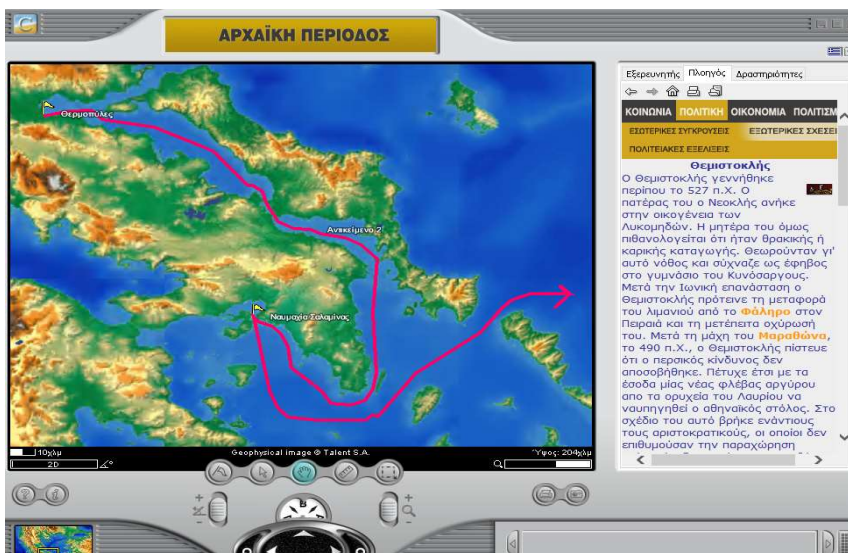 ΑΡΧΑΪΚΗ ΠΕΡΙΟΔΟΣ
Θερμοπύλες
Αντικείμενο 2
Ναυμαχία Σαλαμίνας
10χλμ
Geophysical image © Talent S.A.
Ύψος: 204χλμ
2D
Εξερευνητής Πλοηγός Δραστηριότητες
ΚΟΙΝΩΝΙΑ ΠΟΛΙΤΙΚΗ ΟΙΚΟΝΟΜΙΑ ΠΟΛΙΤΙΣΜ
ΕΣΩΤΕΡΙΚΕΣ ΣΥΓΚΡΟΥΣΕΙΣ ΕΞΩΤΕΡΙΚΕΣ ΣΧΕΣΕΙ
ΠΟΛΙΤΕΙΑΚΕΣ ΕΞΕΛΙΞΕΙΣ
Θεμιστοκλής
Ο Θεμιστοκλής γεννήθηκε
περίπου το 527 π.Χ. Ο
πατέρας του ο Νεοκλής ανήκε
στην οικογένεια των
Λυκομηδών. Η μητέρα του όμως
πιθανολογείται ότι ήταν θρακικής ή
καρικής καταγωγής. Θεωρούνταν γι'
αυτό νόθος και σύχναζε ως έφηβος
στο γυμνάσιο του Κυνόσαργους.
Μετά την Ιωνική επανάσταση ο
Θεμιστοκλής πρότεινε τη μεταφορά
του λιμανιού από το Φάληρο στον
Πειραιά και τη μετέπειτα οχύρωσή
του. Μετά τη μάχη του Μαραθώνα,
το 490 π.Χ., ο Θεμιστοκλής πίστευε
ότι ο περσικός κίνδυνος δεν
αποσοβήθηκε. Πέτυχε έτσι με τα
έσοδα μίας νέας φλέβας αργύρου
απο τα ορυχεία του Λαυρίου να
ναυπηγηθεί ο αθηναϊκός στόλος. Στο
σχέδιο του αυτό βρήκε ενάντιους
τους αριστοκρατικούς, οι οποίοι δεν
επιθυμούσαν την παραχώρηση